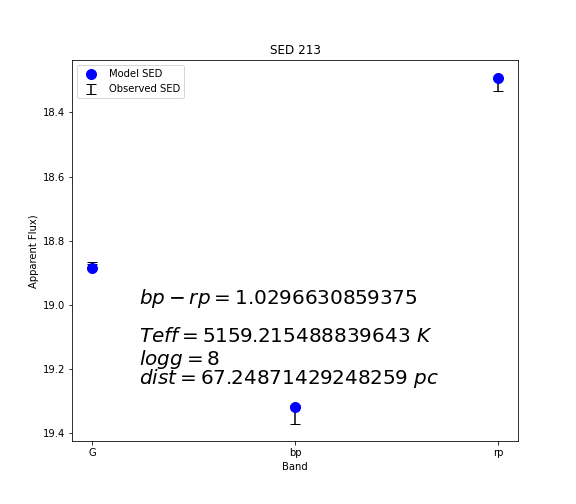 SED 213
Model SED
Observed SED
18.4
18.6
18.8
19.0
19.2
19.4
Apparent Flux)
bp − rp = 1.0296630859375
Teff = 5159.215488839643 K
logg = 8
dist = 67.24871429248259 pc
G bp rp
Band